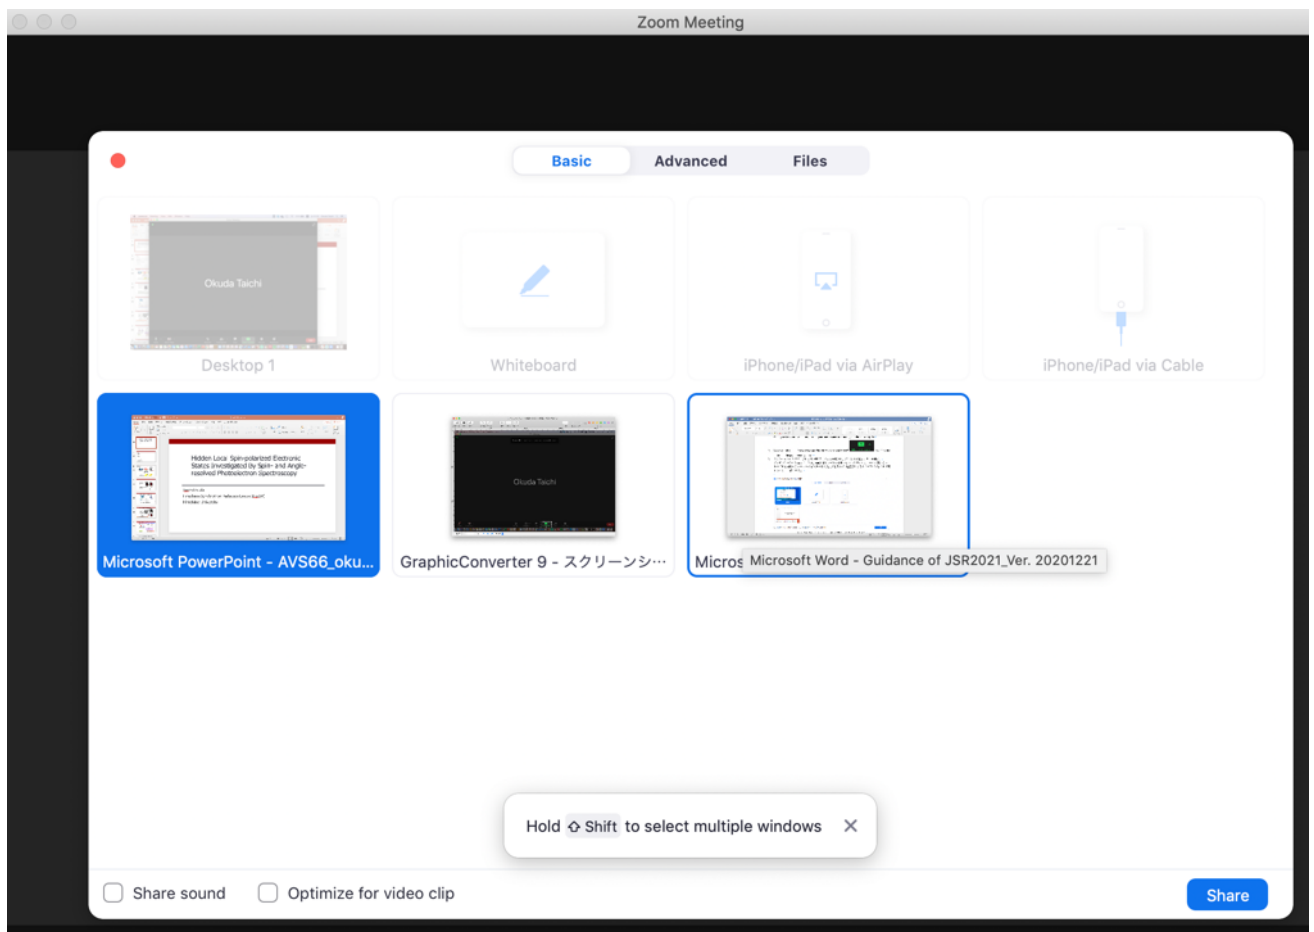 Zoom Meeting
Basic Advanced Files
Okuda Taichi
Desktop 1 Whiteboard iPhone/iPad via AirPlay iPhone/iPad via Cable
Hidden Local Spin-polarized Electronic
States Investigated by Spin- and Angle-
resolved Photoelectron Spectroscopy
Okuda Taichi
Microsoft PowerPoint - AVS66_oku... GraphicConverter 9 - スクリーンシ… Micros Microsoft Word - Guidance of JSR2021_Ver. 20201221
Hold Shift to select multiple windows
Share sound Optimize for video clip Share